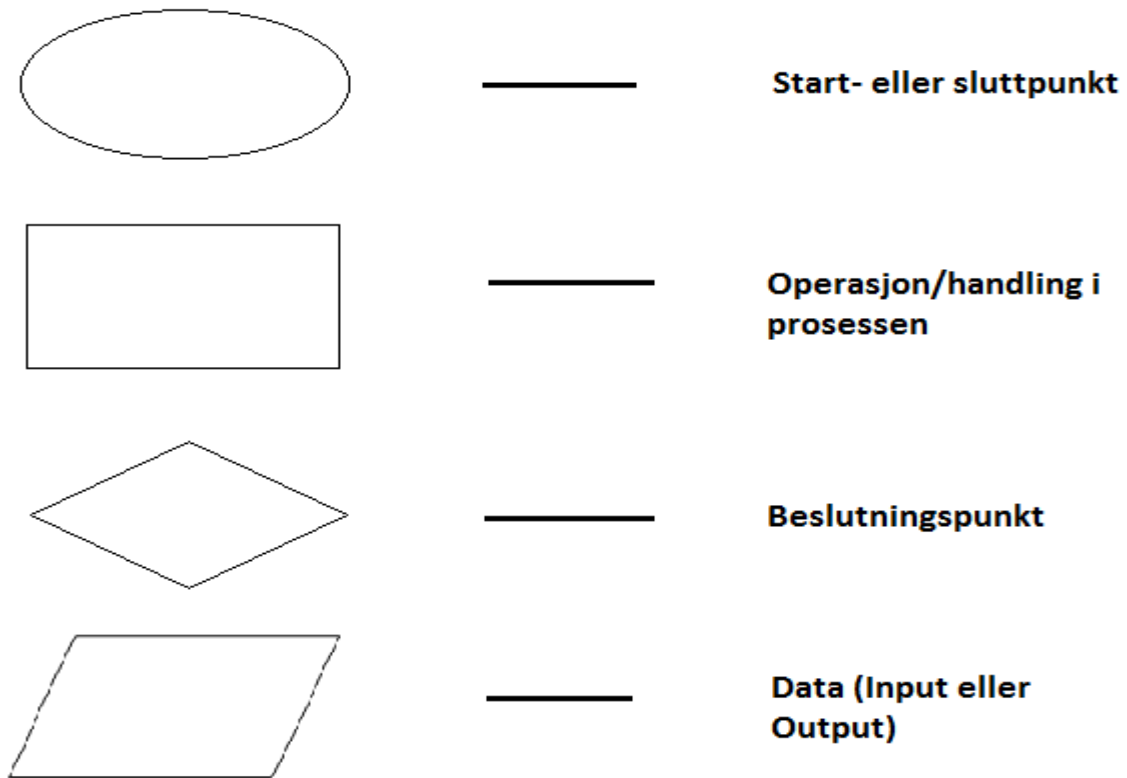 Start- eller sluttpunkt
Operasjon/handling i
prosessen
Beslutningspunkt
Data (Input eller
Output)